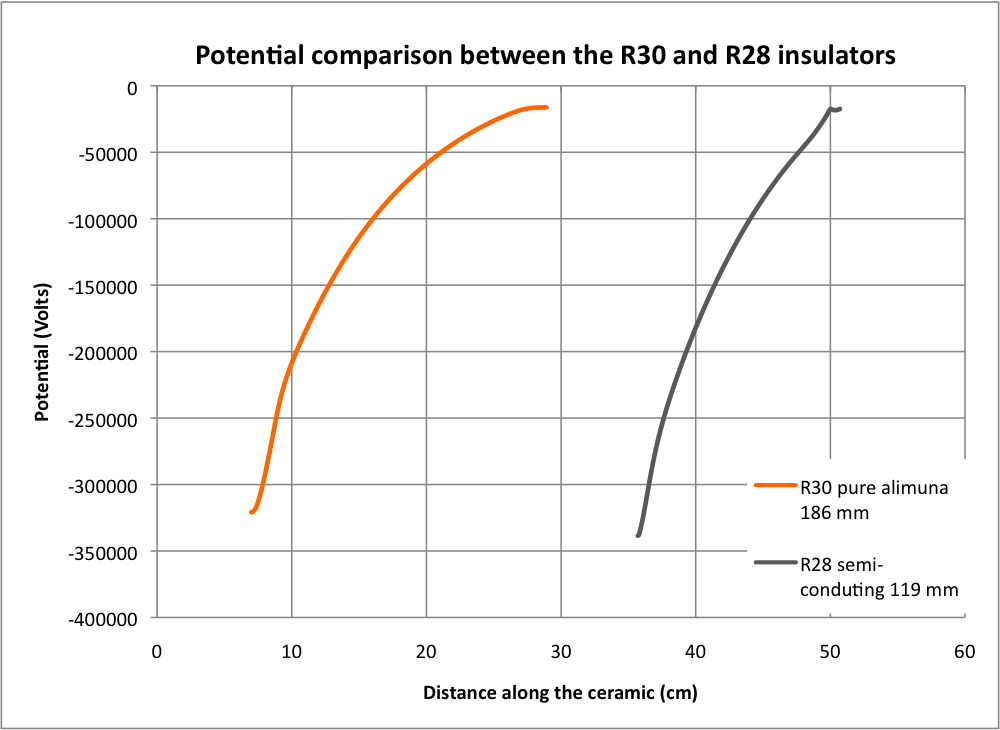 Potential comparison between the R30 and R28 insulators
0
-50000
-100000
-150000
-200000
-250000
-300000
-350000
-400000
Potential (Volts)
R30 pure alimuna
186 mm
R28 semi-
conduting 119 mm
0 10 20 30 40 50 60
Distance along the ceramic (cm)